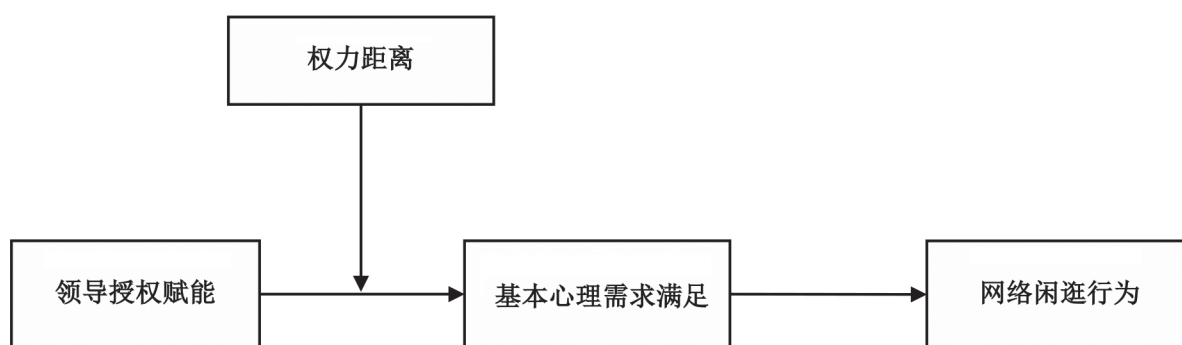 权力距离
领导授权赋能
基本心理需求满足
网络闲逛行为